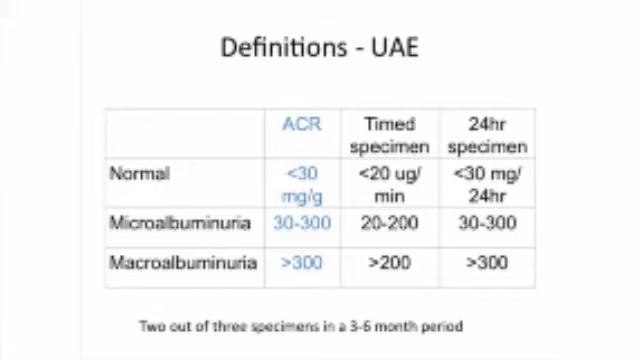 Definitions - UAE
ACR Timed specimen 24hr specimen
Normal <30 mg/g <20 ug/ min <30 mg/ 24hr
Microalbuminuria 30-300 20-200 30-300
Macroalbuminuria >300 >200 >300
Two out of three specimens in a 3-6 month period